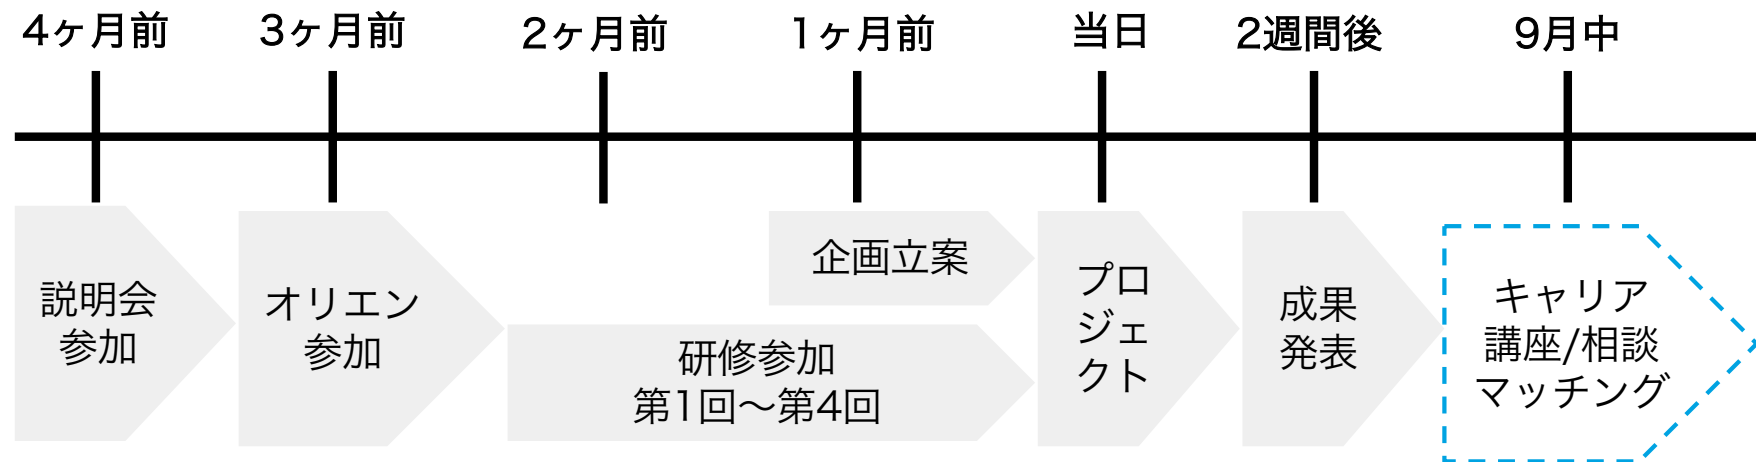 4ヶ月前
3ヶ月前
2ヶ月前
1ヶ月前
当日
2週間後
9月中
説明会
参加
オリエン
参加
企画立案
研修参加
第1回〜第4回
プロ
ジェ
クト
成果
発表
キャリア
講座/相談
マッチング